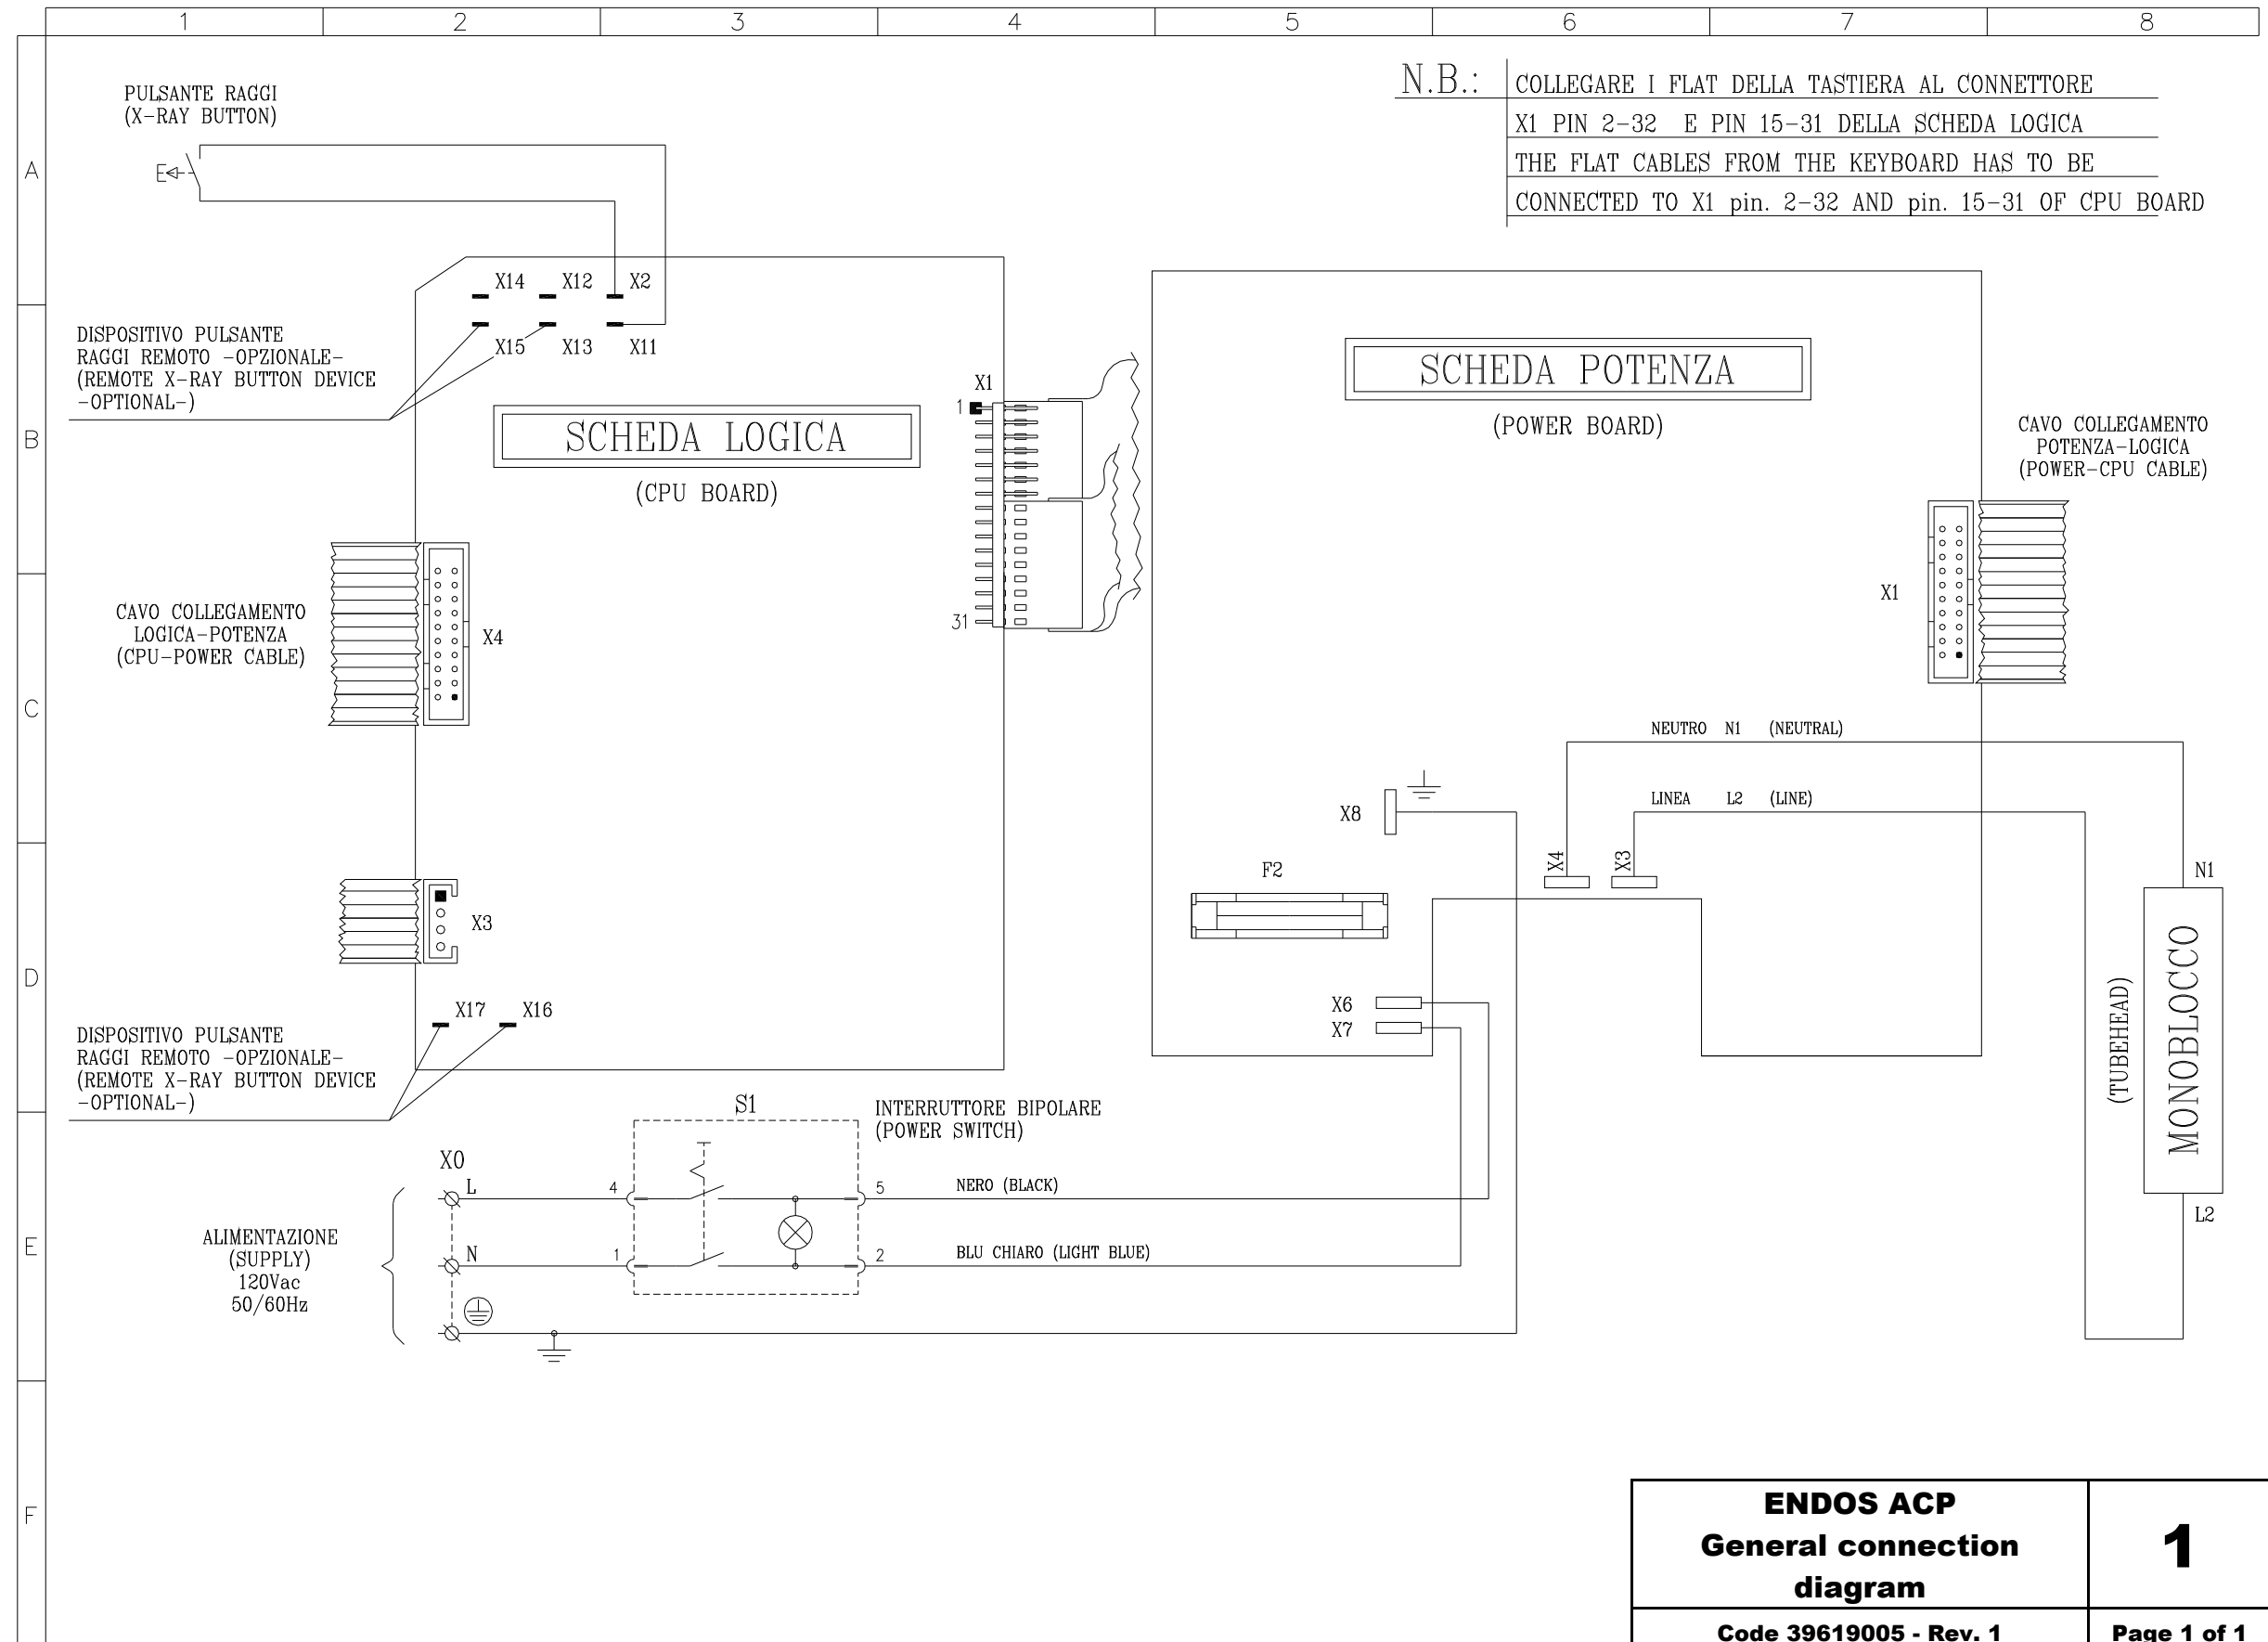 1 2 3 4 5 6 7 8
A
B
C
D
E
F
PULSANTE RAGGI
(X-RAY BUTTON)
N.B.:
COLLEGARE I FLAT DELLA TASTIERA AL CONNETTORE
X1 PIN 2-32 E PIN 15-31 DELLA SCHEDA LOGICA
THE FLAT CABLES FROM THE KEYBOARD HAS TO BE
CONNECTED TO X1 pin. 2-32 AND pin. 15-31 OF CPU BOARD
X14 X12 X2
X15 X13 X11
DISPOSITIVO PULSANTE
RAGGI REMOTO -OPZIONALE-
(REMOTE X-RAY BUTTON DEVICE
-OPTIONAL-)
SCHEDA LOGICA
(CPU BOARD)
X1
1
31
SCHEDA POTENZA
(POWER BOARD)
CAVO COLLEGAMENTO
POTENZA-LOGICA
(POWER-CPU CABLE)
X1
CAVO COLLEGAMENTO
LOGICA-POTENZA
(CPU-POWER CABLE)
X4
NEUTRO N1 (NEUTRAL)
LINEA L2 (LINE)
X8
X4
X3
F2
N1
MONOBLOCCO
(TUBEHEAD)
L2
X3
X6
X7
X17 X16
DISPOSITIVO PULSANTE
RAGGI REMOTO -OPZIONALE-
(REMOTE X-RAY BUTTON DEVICE
-OPTIONAL-)
S1
INTERRUTTORE BIPOLARE
(POWER SWITCH)
X0
L
4
5
NERO (BLACK)
N
1
2
BLU CHIARO (LIGHT BLUE)
ALIMENTAZIONE
(SUPPLY)
120Vac
50/60Hz
ENDOS ACP
General connection
diagram
1
Code 39619005 - Rev. 1
Page 1 of 1